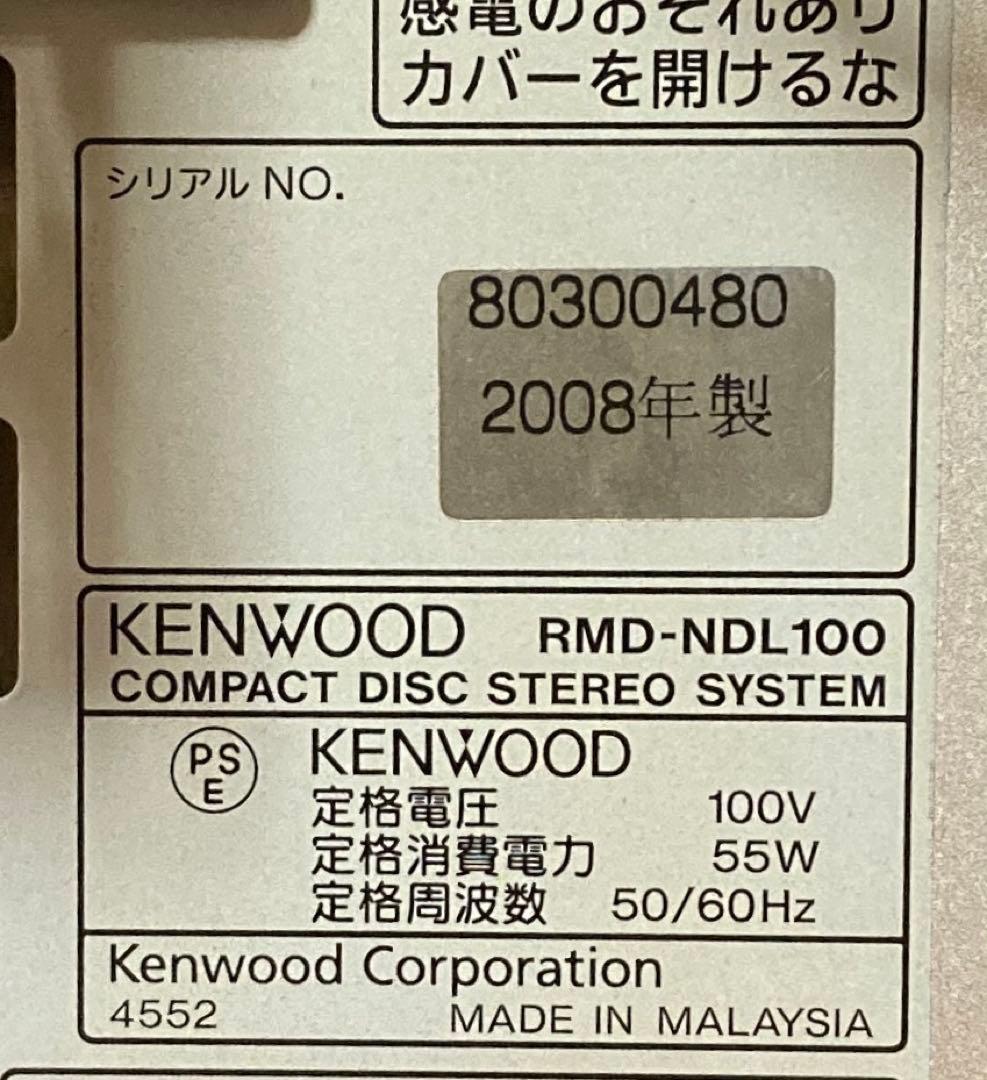 感電のおそれあり
カバーを開けるな
シリアル NO.
80300480
2008年製
KENWOOD RMD-NDL100
COMPACT DISC STEREO SYSTEM
PSE KENWOOD
定格電圧 100V
定格消費電力 55W
定格周波数 50/60Hz
Kenwood Corporation
4552 MADE IN MALAYSIA